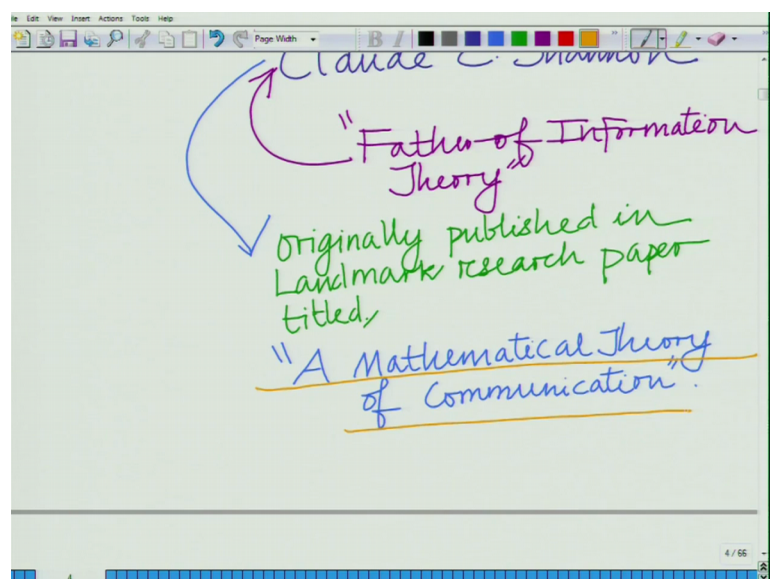 Edit View Insert Actions Tools Help
Page Width
B I
Claude E. Shannon
"Father of Information
Theory"
originally published in
Landmark research paper
titled,
"A Mathematical Theory
of Communication".
4 / 66
4